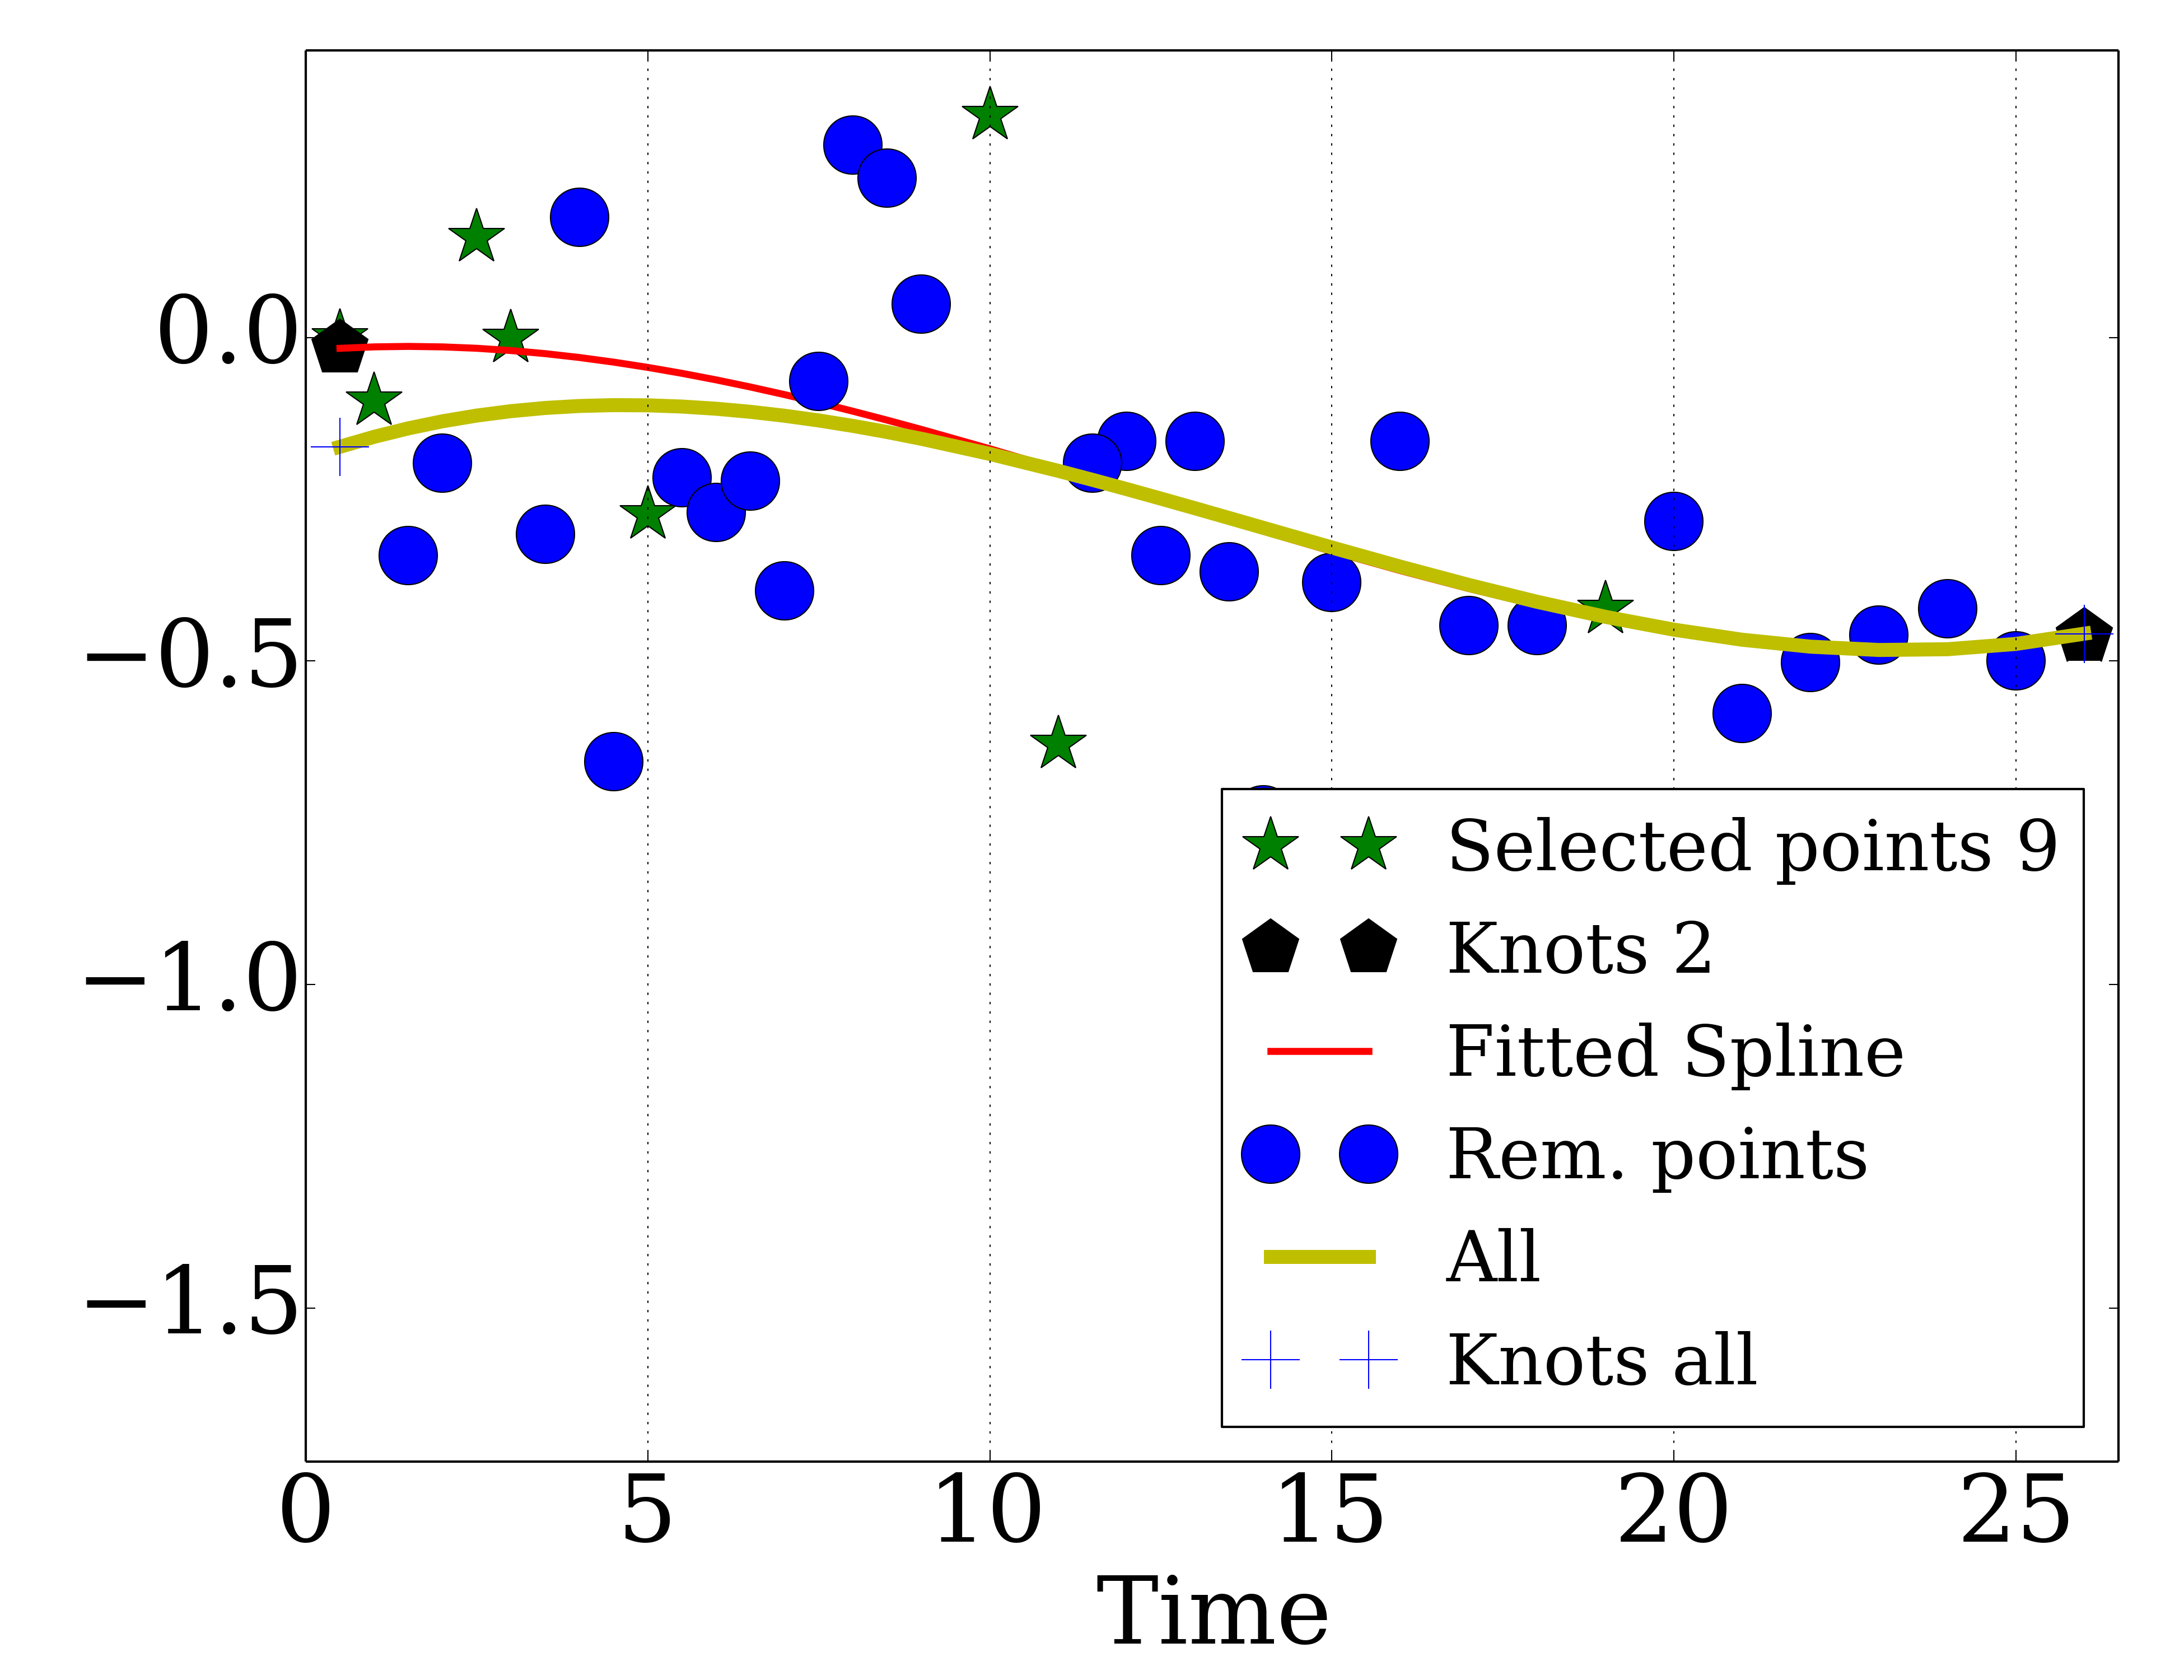 0.0
−0.5
−1.0
−1.5
Selected points 9
Knots 2
Fitted Spline
Rem. points
All
Knots all
0 5 10 15 20 25
Time